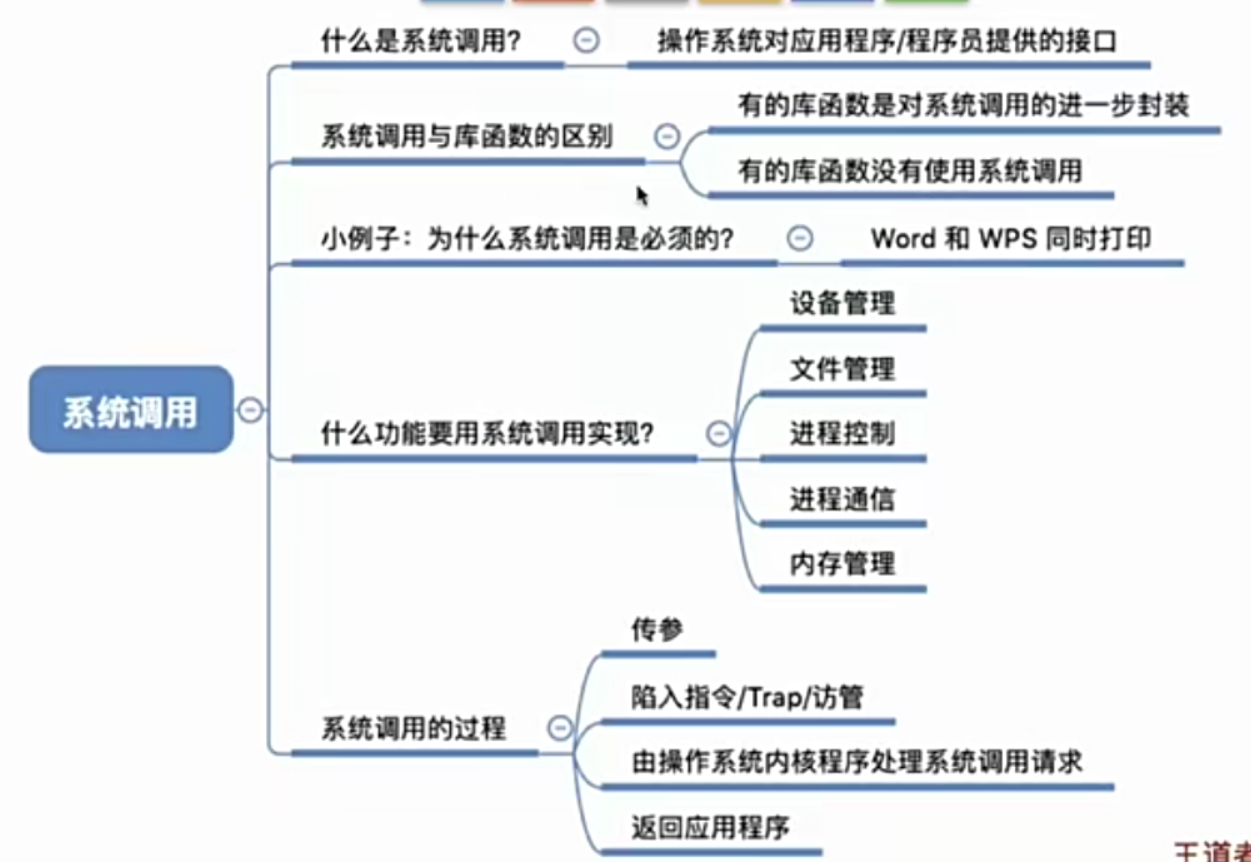 什么是系统调用?
操作系统对应用程序/程序员提供的接口
系统调用与库函数的区别
有的库函数是对系统调用的进一步封装
有的库函数没有使用系统调用
小例子：为什么系统调用是必须的?
Word 和 WPS 同时打印
系统调用
什么功能要用系统调用实现?
设备管理
文件管理
进程控制
进程通信
内存管理
系统调用的过程
传参
陷入指令/Trap/访管
由操作系统内核程序处理系统调用请求
返回应用程序
王道